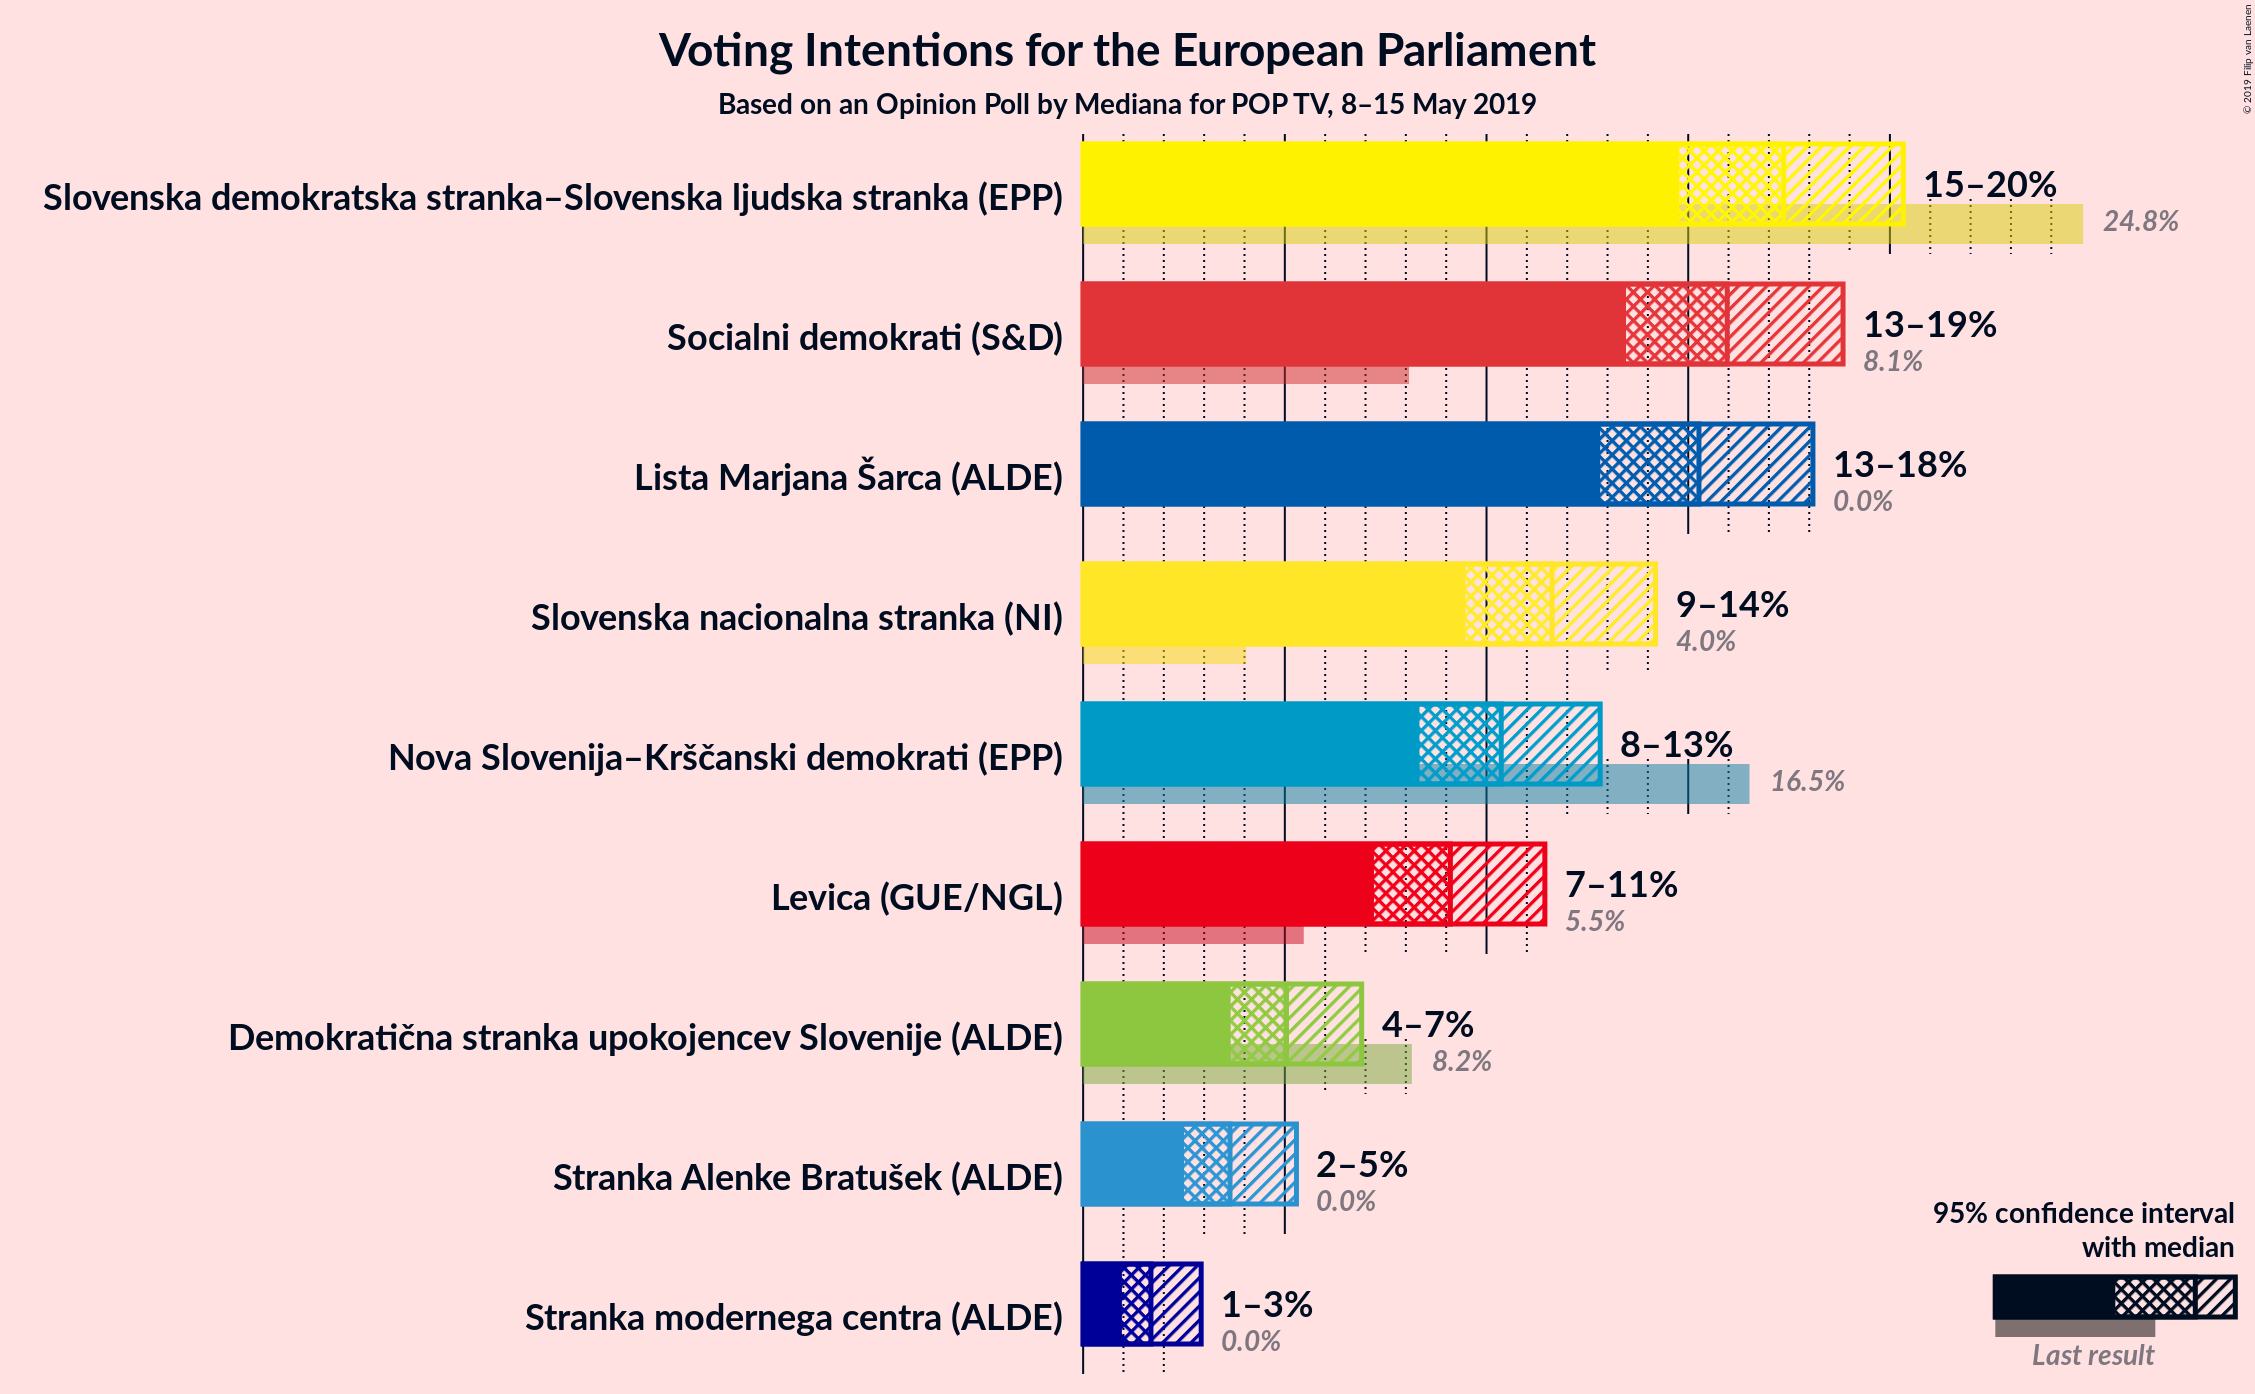 Voting Intentions for the European Parliament
Based on an Opinion Poll by Mediana for POP TV, 8–15 May 2019
© 2019 Filip van Laenen
Slovenska demokratska stranka–Slovenska ljudska stranka (EPP)
15–20%
24.8%
Socialni demokrati (S&D)
13–19%
8.1%
Lista Marjana Šarca (ALDE)
13–18%
0.0%
Slovenska nacionalna stranka (NI)
9–14%
4.0%
Nova Slovenija–Krščanski demokrati (EPP)
8–13%
16.5%
Levica (GUE/NGL)
7–11%
5.5%
Demokratična stranka upokojencev Slovenije (ALDE)
4–7%
8.2%
Stranka Alenke Bratušek (ALDE)
2–5%
0.0%
Stranka modernega centra (ALDE)
1–3%
0.0%
95% confidence interval
with median
Last result